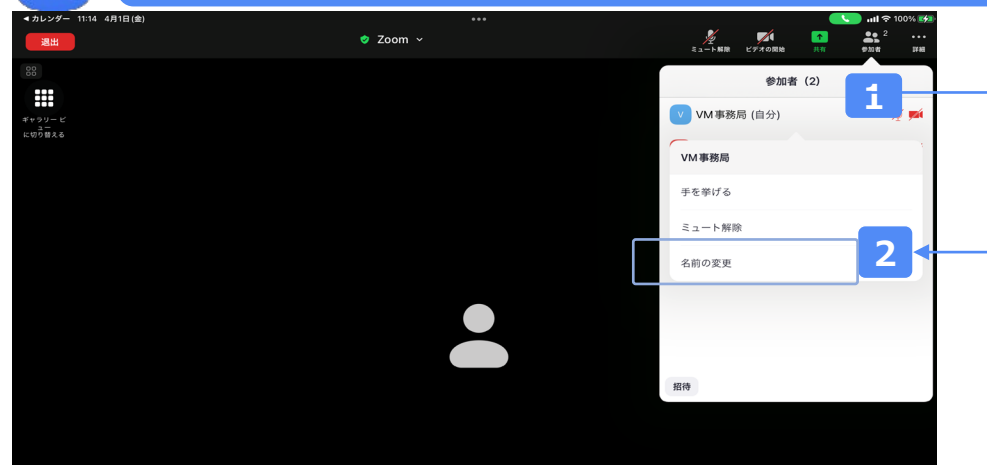 ◀カレンダー 11:14 4月1日(金)
100%
退出
Zoom
ミュート解除 ビデオの開始 共有 参加者 2 詳細
ギャラリー ビ
ュー
に切り替える
参加者 (2)
1
V VM事務局 (自分)
VM事務局
手を挙げる
ミュート解除
名前の変更
2
招待